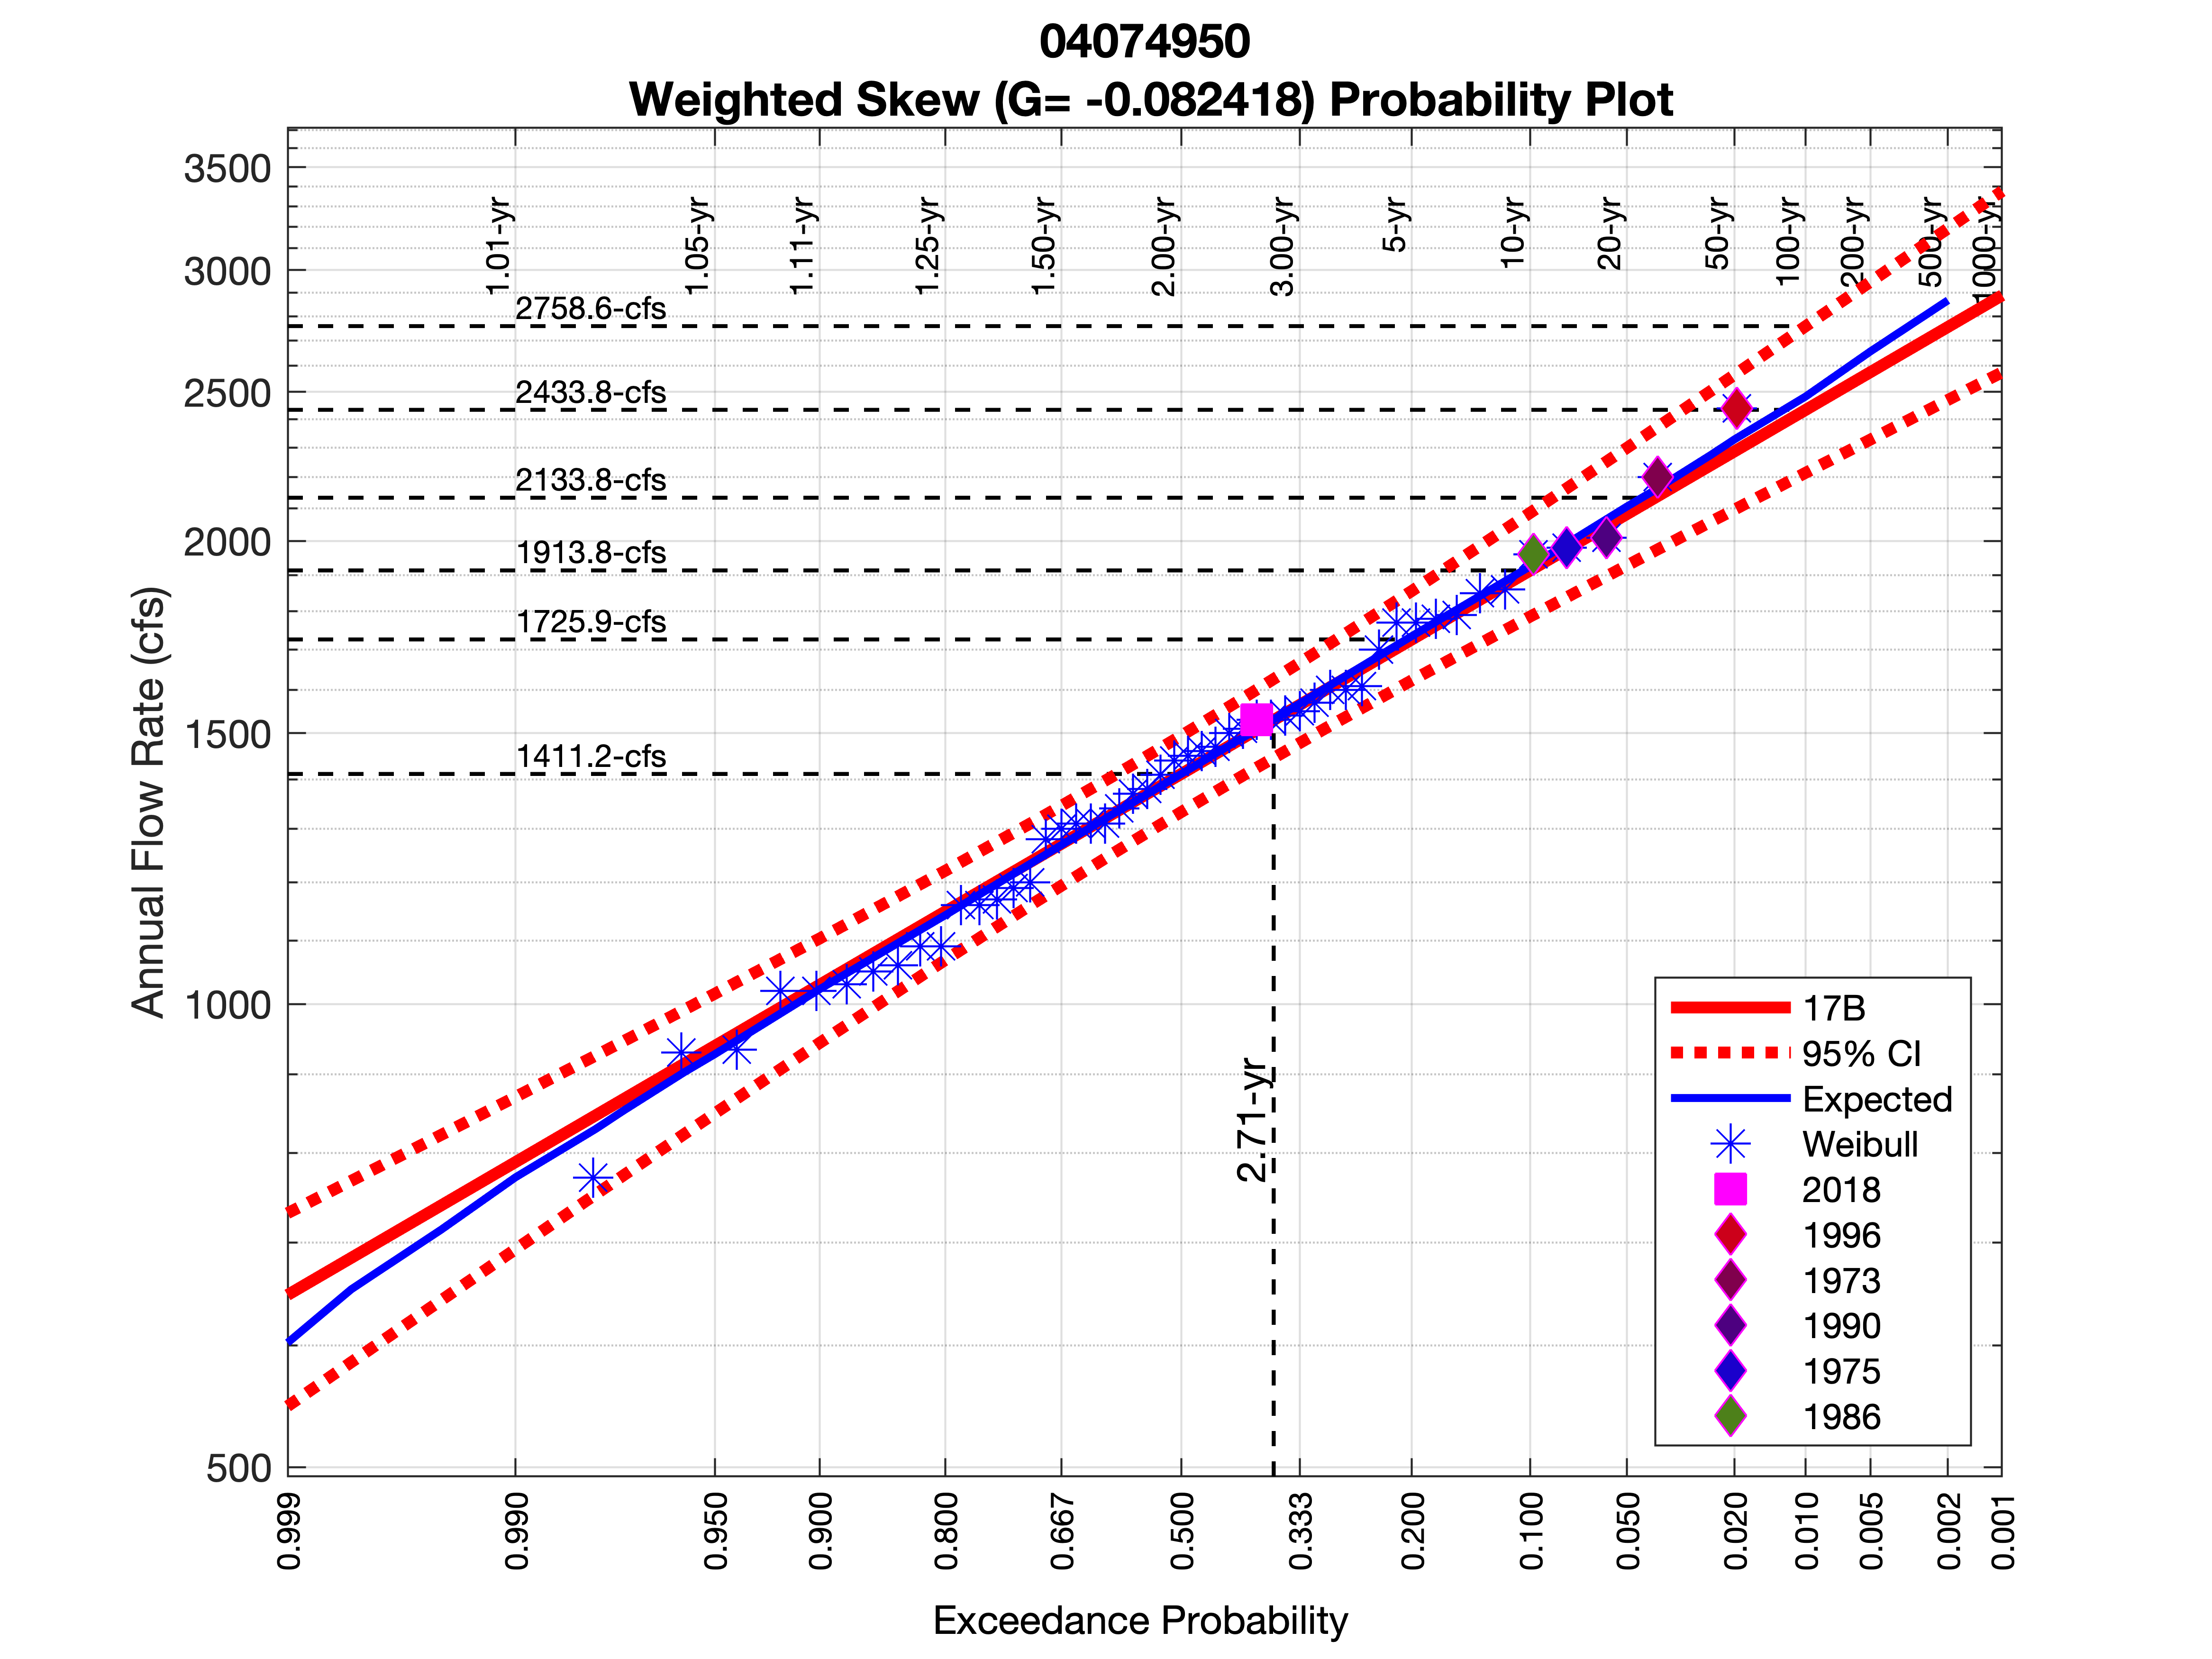 04074950
Weighted Skew (G= -0.082418) Probability Plot
Annual Flow Rate (cfs)
3500
3000
2500
2000
1500
1000
500
1.01-yr
1.05-yr
1.11-yr
1.25-yr
1.50-yr
2.00-yr
3.00-yr
5-yr
10-yr
20-yr
50-yr
100-yr
200-yr
500-yr
1000-yr
2758.6-cfs
2433.8-cfs
2133.8-cfs
1913.8-cfs
1725.9-cfs
1411.2-cfs
2.71-yr
17B
95% CI
Expected
Weibull
2018
1996
1973
1990
1975
1986
0.999
0.990
0.950
0.900
0.800
0.667
0.500
0.333
0.200
0.100
0.050
0.020
0.010
0.005
0.002
0.001
Exceedance Probability